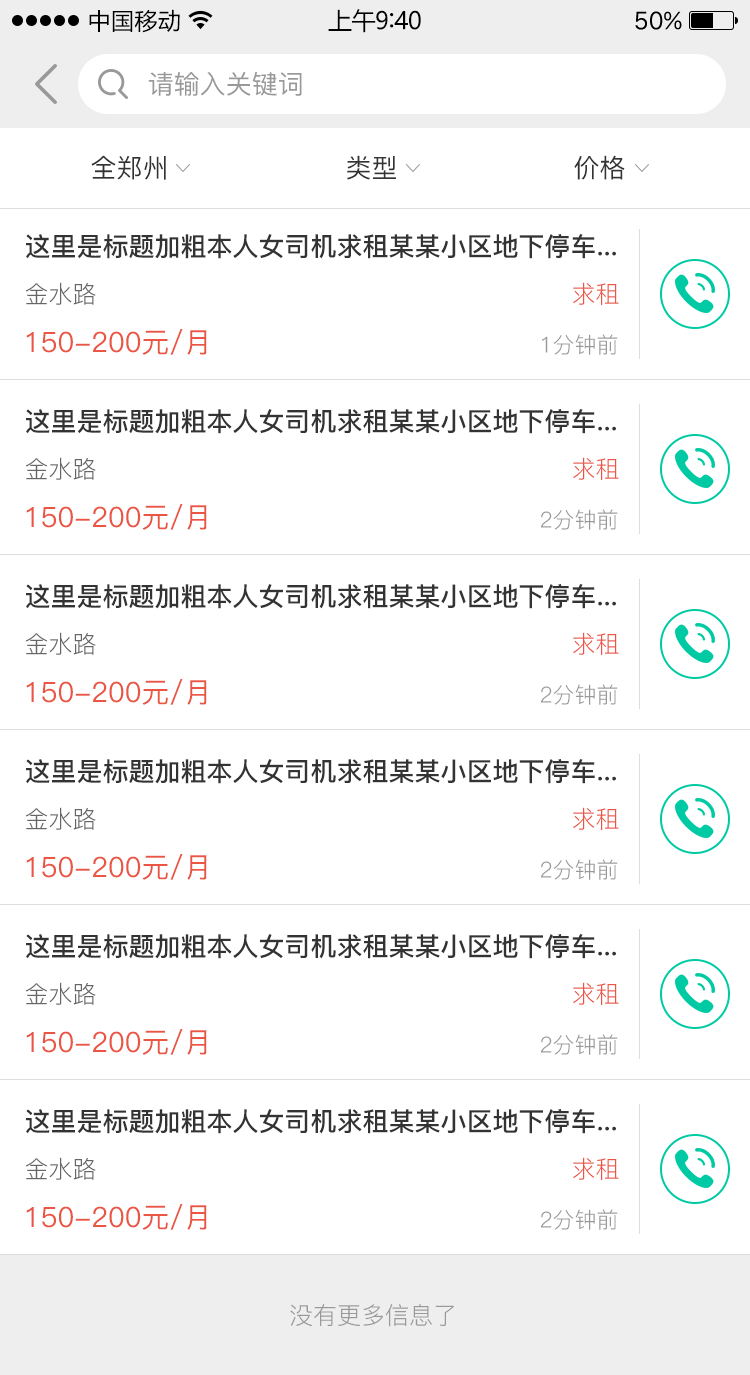 中国移动 上午9:40 50%
请输入关键词
全郑州 类型 价格
这里是标题加粗本人女司机求租某某小区地下停车...
金水路 求租
150-200元/月 1分钟前
这里是标题加粗本人女司机求租某某小区地下停车...
金水路 求租
150-200元/月 2分钟前
这里是标题加粗本人女司机求租某某小区地下停车...
金水路 求租
150-200元/月 2分钟前
这里是标题加粗本人女司机求租某某小区地下停车...
金水路 求租
150-200元/月 2分钟前
这里是标题加粗本人女司机求租某某小区地下停车...
金水路 求租
150-200元/月 2分钟前
这里是标题加粗本人女司机求租某某小区地下停车...
金水路 求租
150-200元/月 2分钟前
没有更多信息了